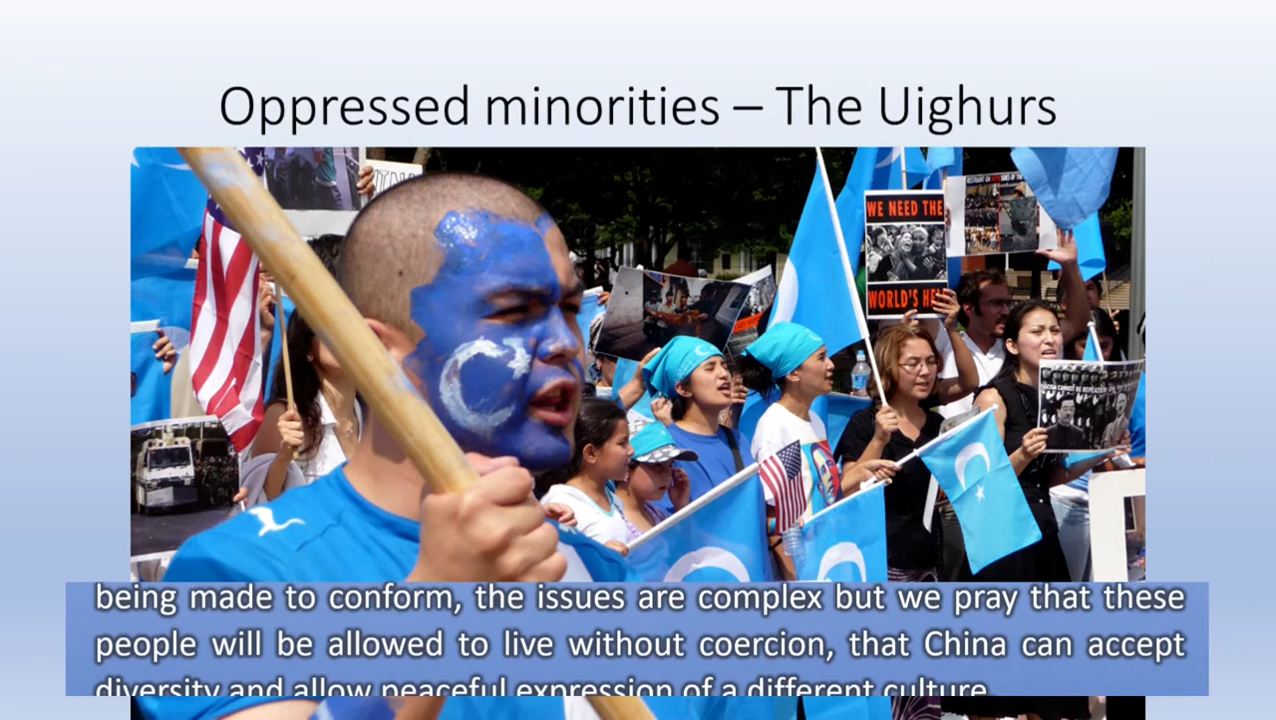 Oppressed minorities – The Uighurs
WE NEED THE
WORLD'S HEL
being made to conform, the issues are complex but we pray that these
people will be allowed to live without coercion, that China can accept
diversity and allow peaceful expression of a different culture.